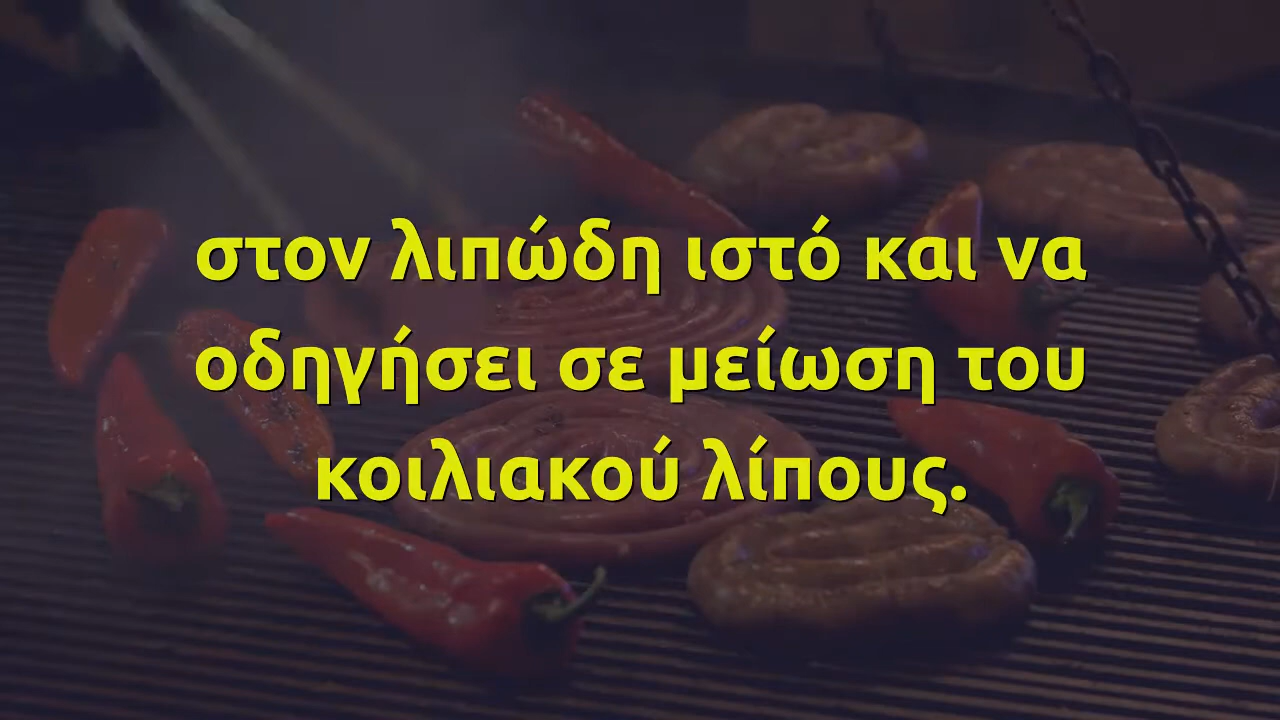 στον λιπώδη ιστό και να
οδηγήσει σε μείωση του
κοιλιακού λίπους.